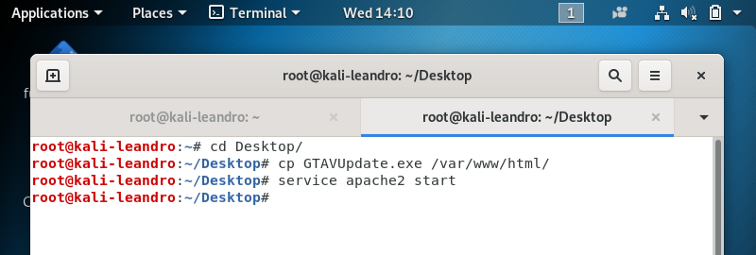 Applications Places Terminal Wed 14:10 1
root@kali-leandro: ~/Desktop
root@kali-leandro: ~
root@kali-leandro: ~/Desktop
root@kali-leandro:~# cd Desktop/
root@kali-leandro:~/Desktop# cp GTAVUpdate.exe /var/www/html/
root@kali-leandro:~/Desktop# service apache2 start
root@kali-leandro:~/Desktop#